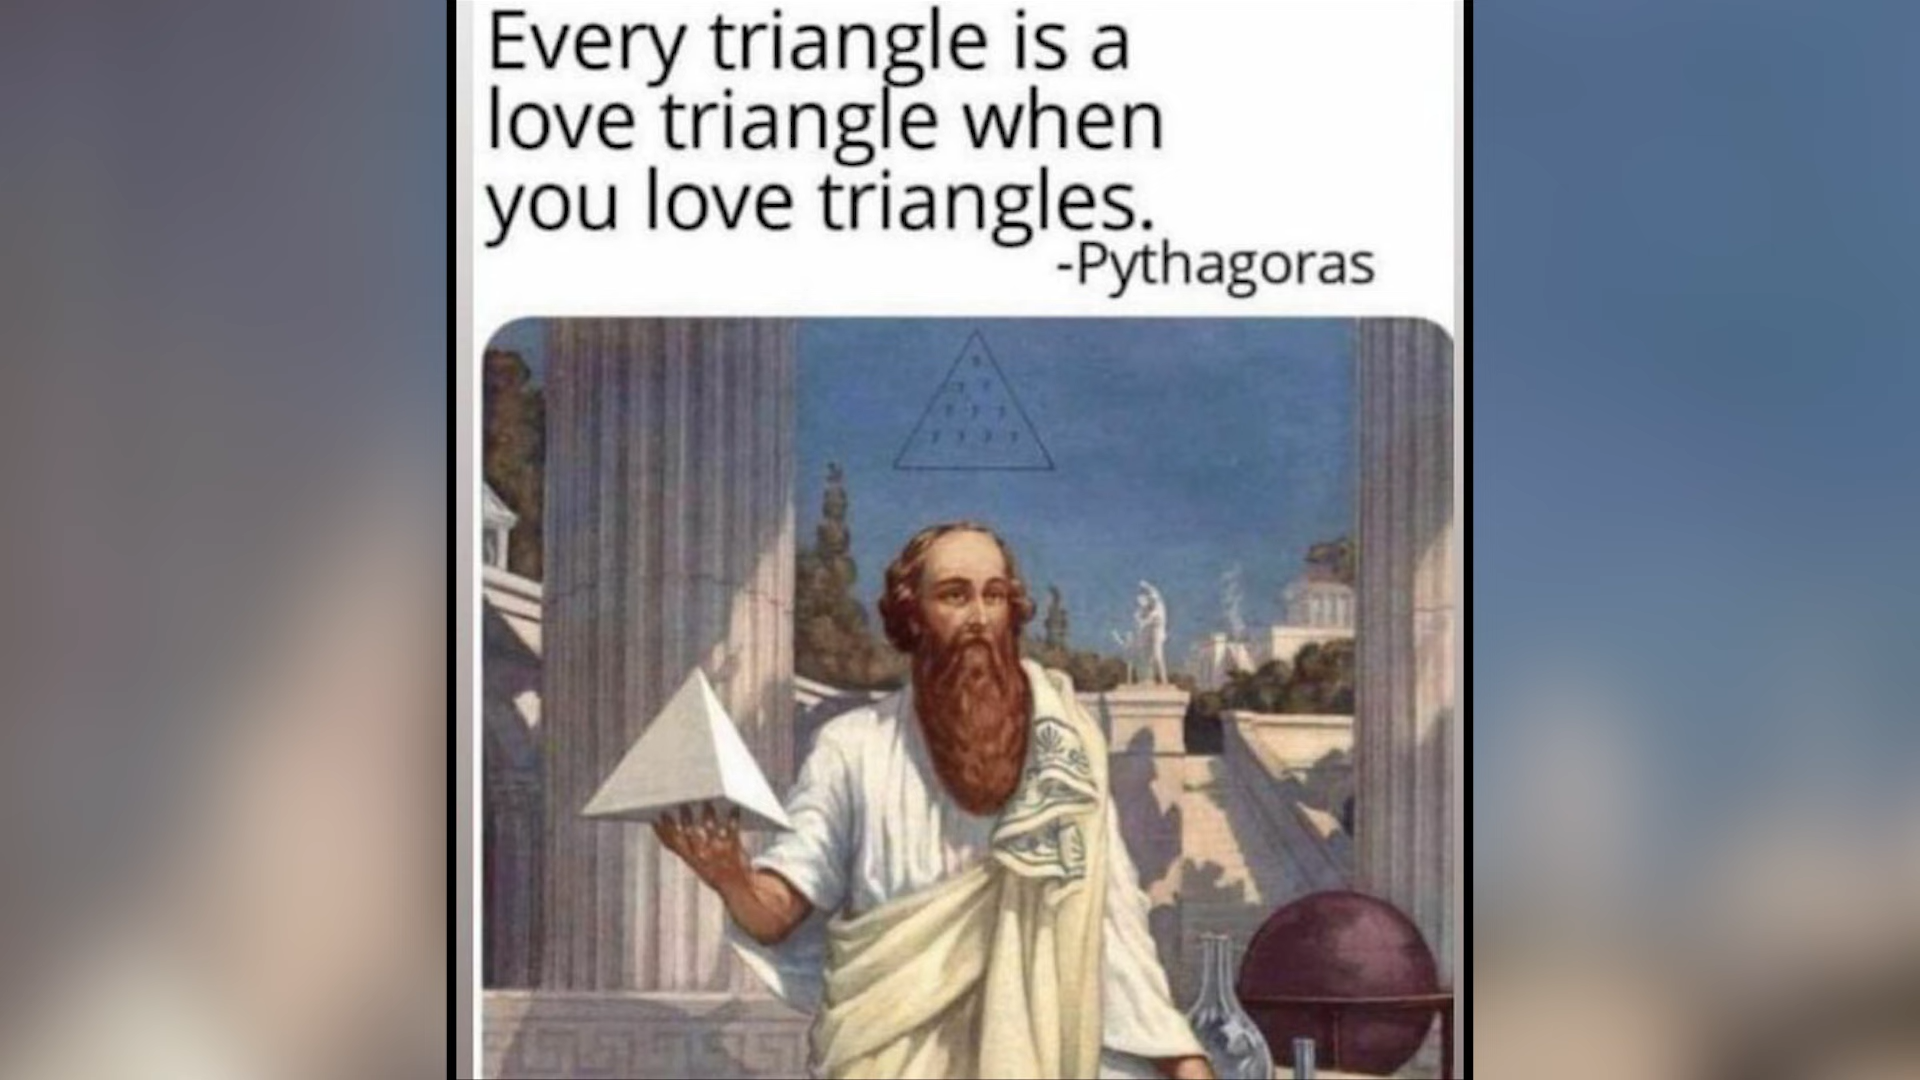 Every triangle is a
love triangle when
you love triangles.
-Pythagoras